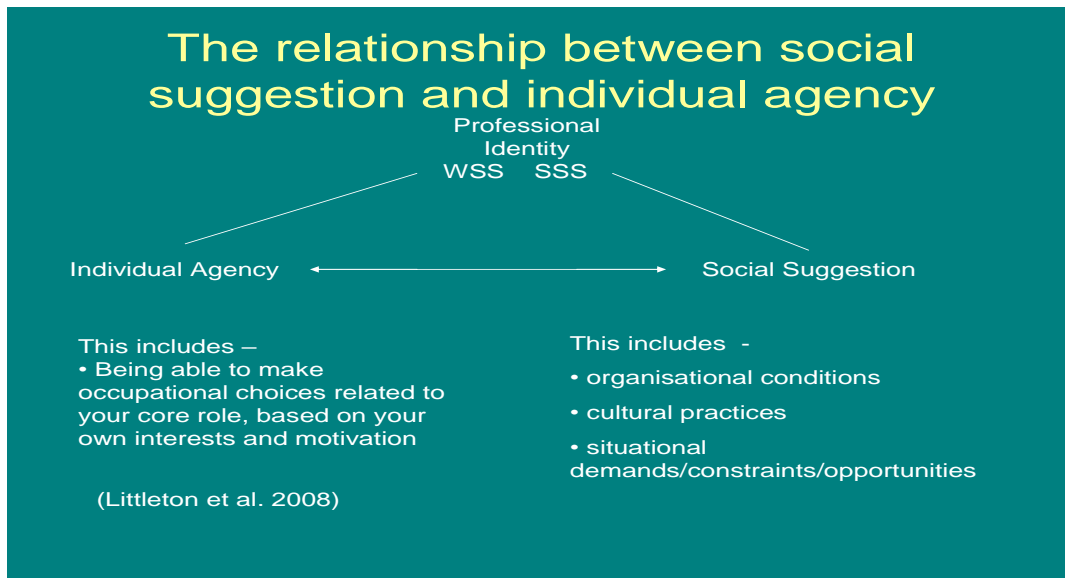 The relationship between social
suggestion and individual agency
Professional
Identity
WSS SSS
Individual Agency
Social Suggestion
This includes –
• Being able to make
occupational choices related to
your core role, based on your
own interests and motivation
(Littleton et al. 2008)
This includes -
• organisational conditions
• cultural practices
• situational
demands/constraints/opportunities